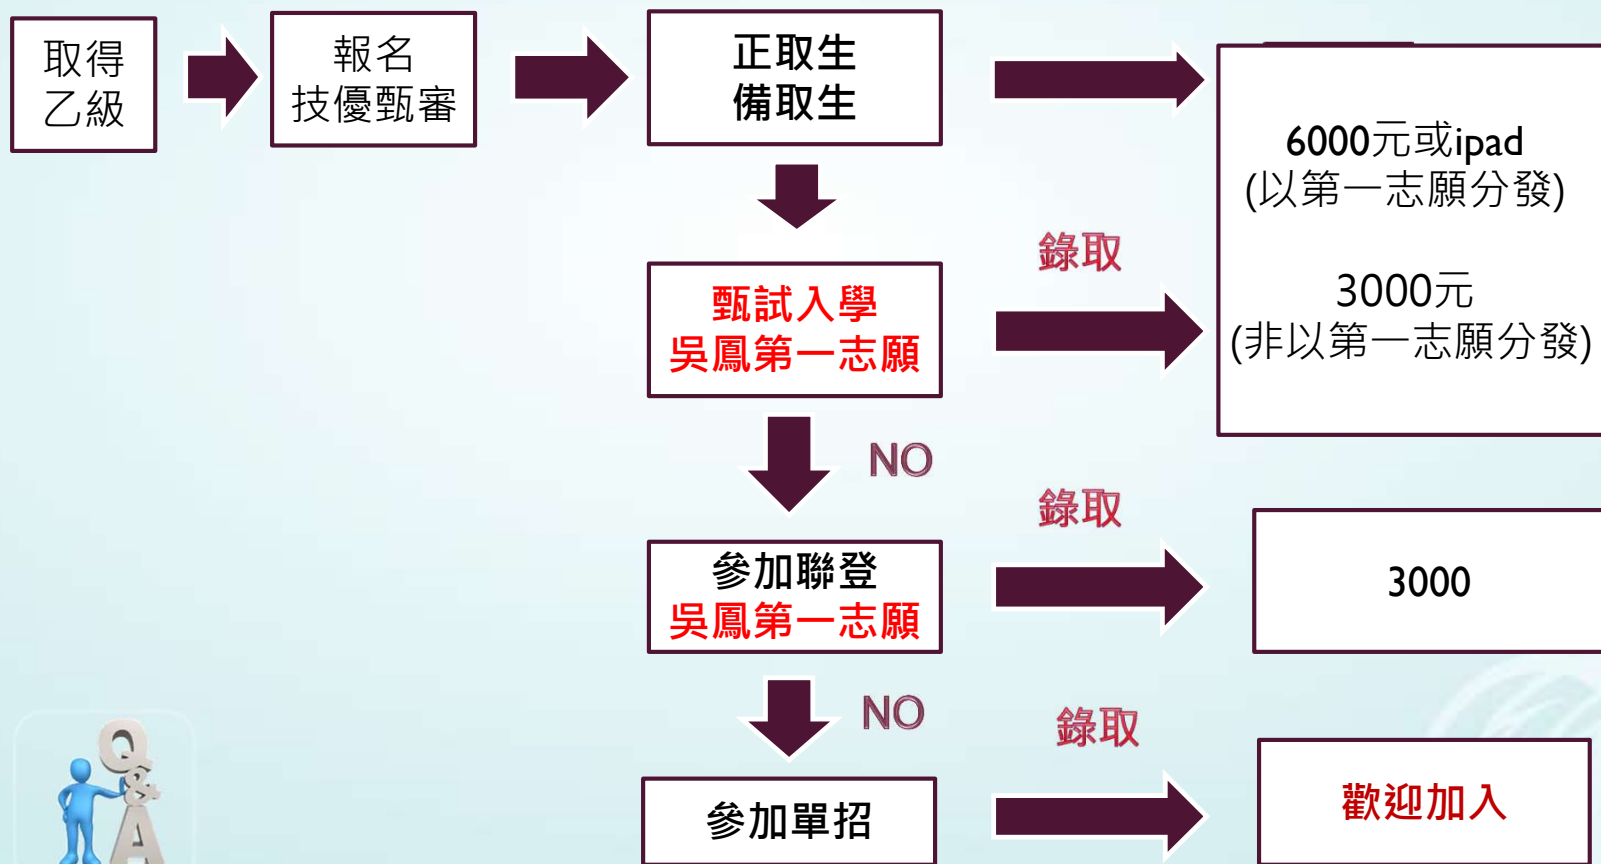 取得
乙級
報名
技優甄審
正取生
備取生
6000元或ipad
(以第一志願分發)
3000元
(非以第一志願分發)
甄試入學
吳鳳第一志願
錄取
NO
參加聯登
吳鳳第一志願
錄取
3000
NO
參加單招
錄取
歡迎加入
Q&A